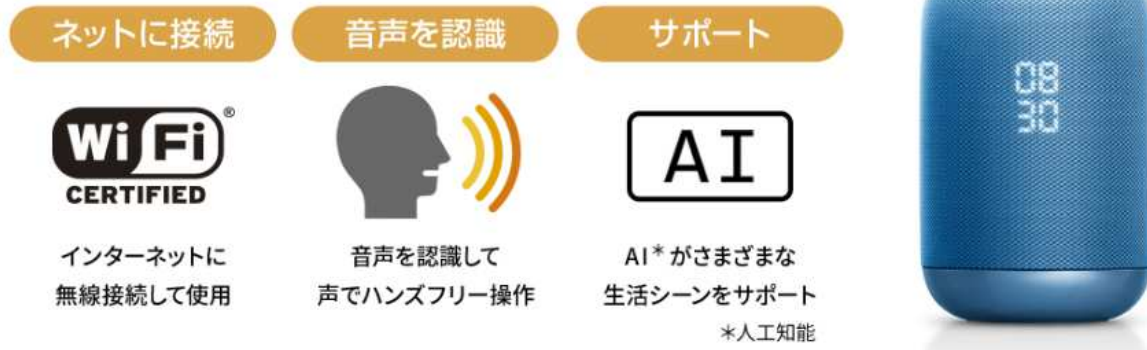 ネットに接続
音声を認識
サポート
Wi Fi®
CERTIFIED
AI
インターネットに
無線接続して使用
音声を認識して
声でハンズフリー操作
AI*がさまざまな
生活シーンをサポート
*人工知能
08
30